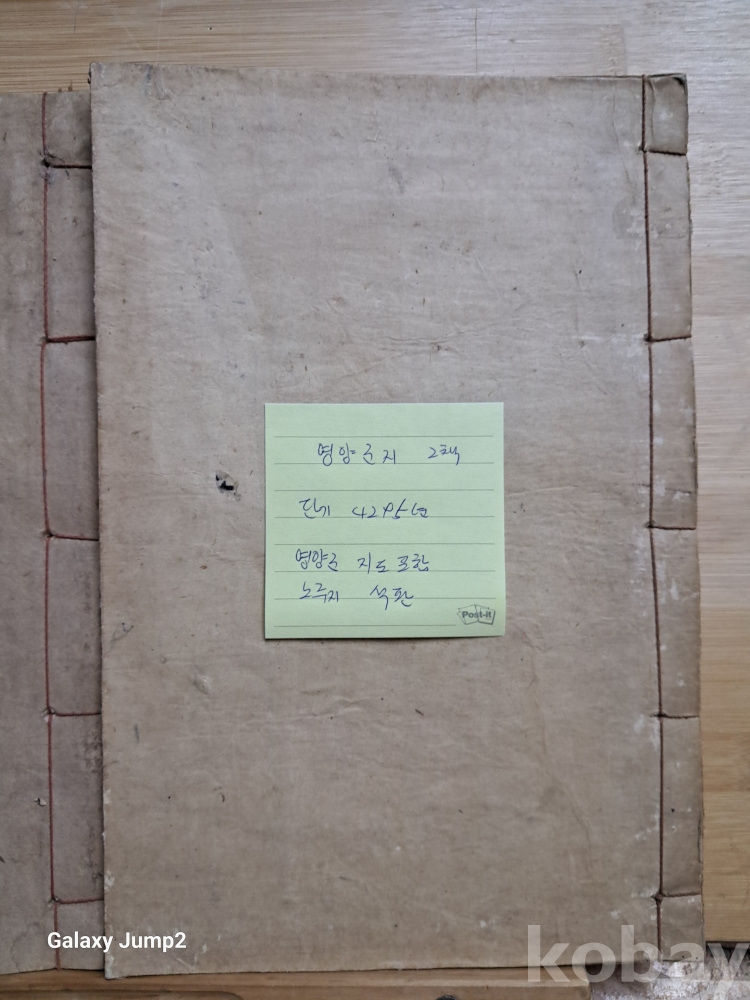 영양군지 2책
단기 42
영양군 지도 포함
노루지 석판
Post-it
Galaxy Jump2
kobay